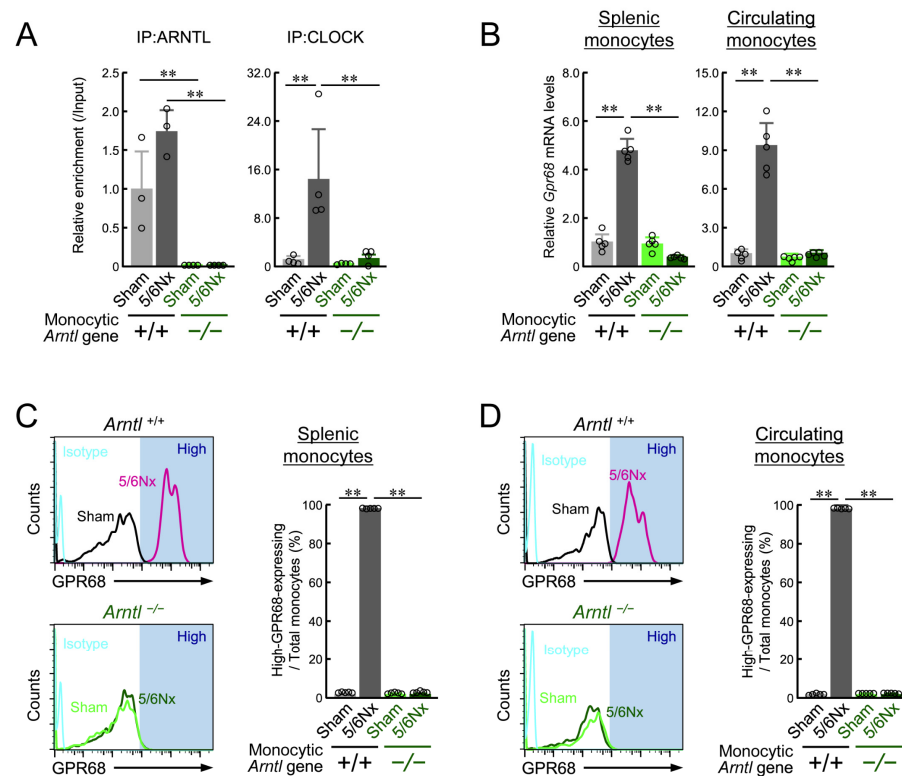 A
IP:ARNTL
IP:CLOCK
Relative enrichment (/Input)
2.5
2.0
1.5
1.0
0.5
0
**
**
32.0
24.0
16.0
8.0
0
**
**
Sham
5/6Nx
Sham
5/6Nx
Sham
5/6Nx
Sham
5/6Nx
Monocytic
Arntl gene
+/+
−/−
+/+
−/−
B
Splenic
monocytes
Circulating
monocytes
Relative Gpr68 mRNA levels
8.0
6.0
4.0
2.0
0
**
**
15.0
12.0
9.0
6.0
3.0
0
**
**
Sham
5/6Nx
Sham
5/6Nx
Sham
5/6Nx
Sham
5/6Nx
Monocytic
Arntl gene
+/+
−/−
+/+
−/−
C
Arntl +/+
Isotype
High
5/6Nx
Sham
Counts
GPR68
Arntl −/−
Isotype
High
5/6Nx
Sham
Counts
GPR68
Splenic
monocytes
High-GPR68-expressing
/ Total monocytes (%)
100
80
60
40
20
0
**
**
Sham
5/6Nx
Sham
5/6Nx
Monocytic
Arntl gene
+/+
−/−
D
Arntl +/+
Isotype
High
5/6Nx
Sham
Counts
GPR68
Arntl −/−
Isotype
High
Sham
5/6Nx
Counts
GPR68
Circulating
monocytes
High-GPR68-expressing
/ Total monocytes (%)
100
80
60
40
20
0
**
**
Sham
5/6Nx
Sham
5/6Nx
Monocytic
Arntl gene
+/+
−/−